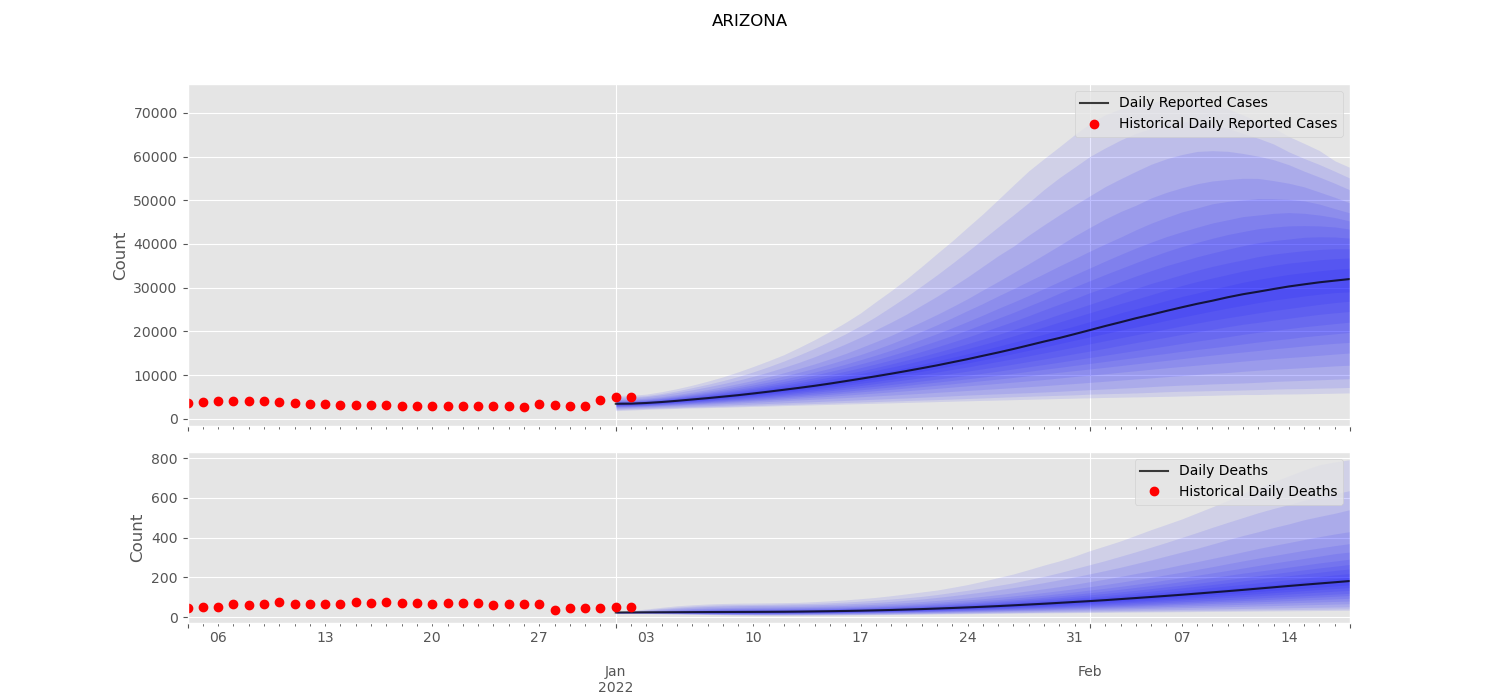 ARIZONA
Daily Reported Cases
Historical Daily Reported Cases
70000
60000
50000
40000
30000
20000
10000
0
Count
Daily Deaths
Historical Daily Deaths
800
600
400
200
0
Count
06 13 20 27 03 10 17 24 31 07 14
Jan Feb
2022